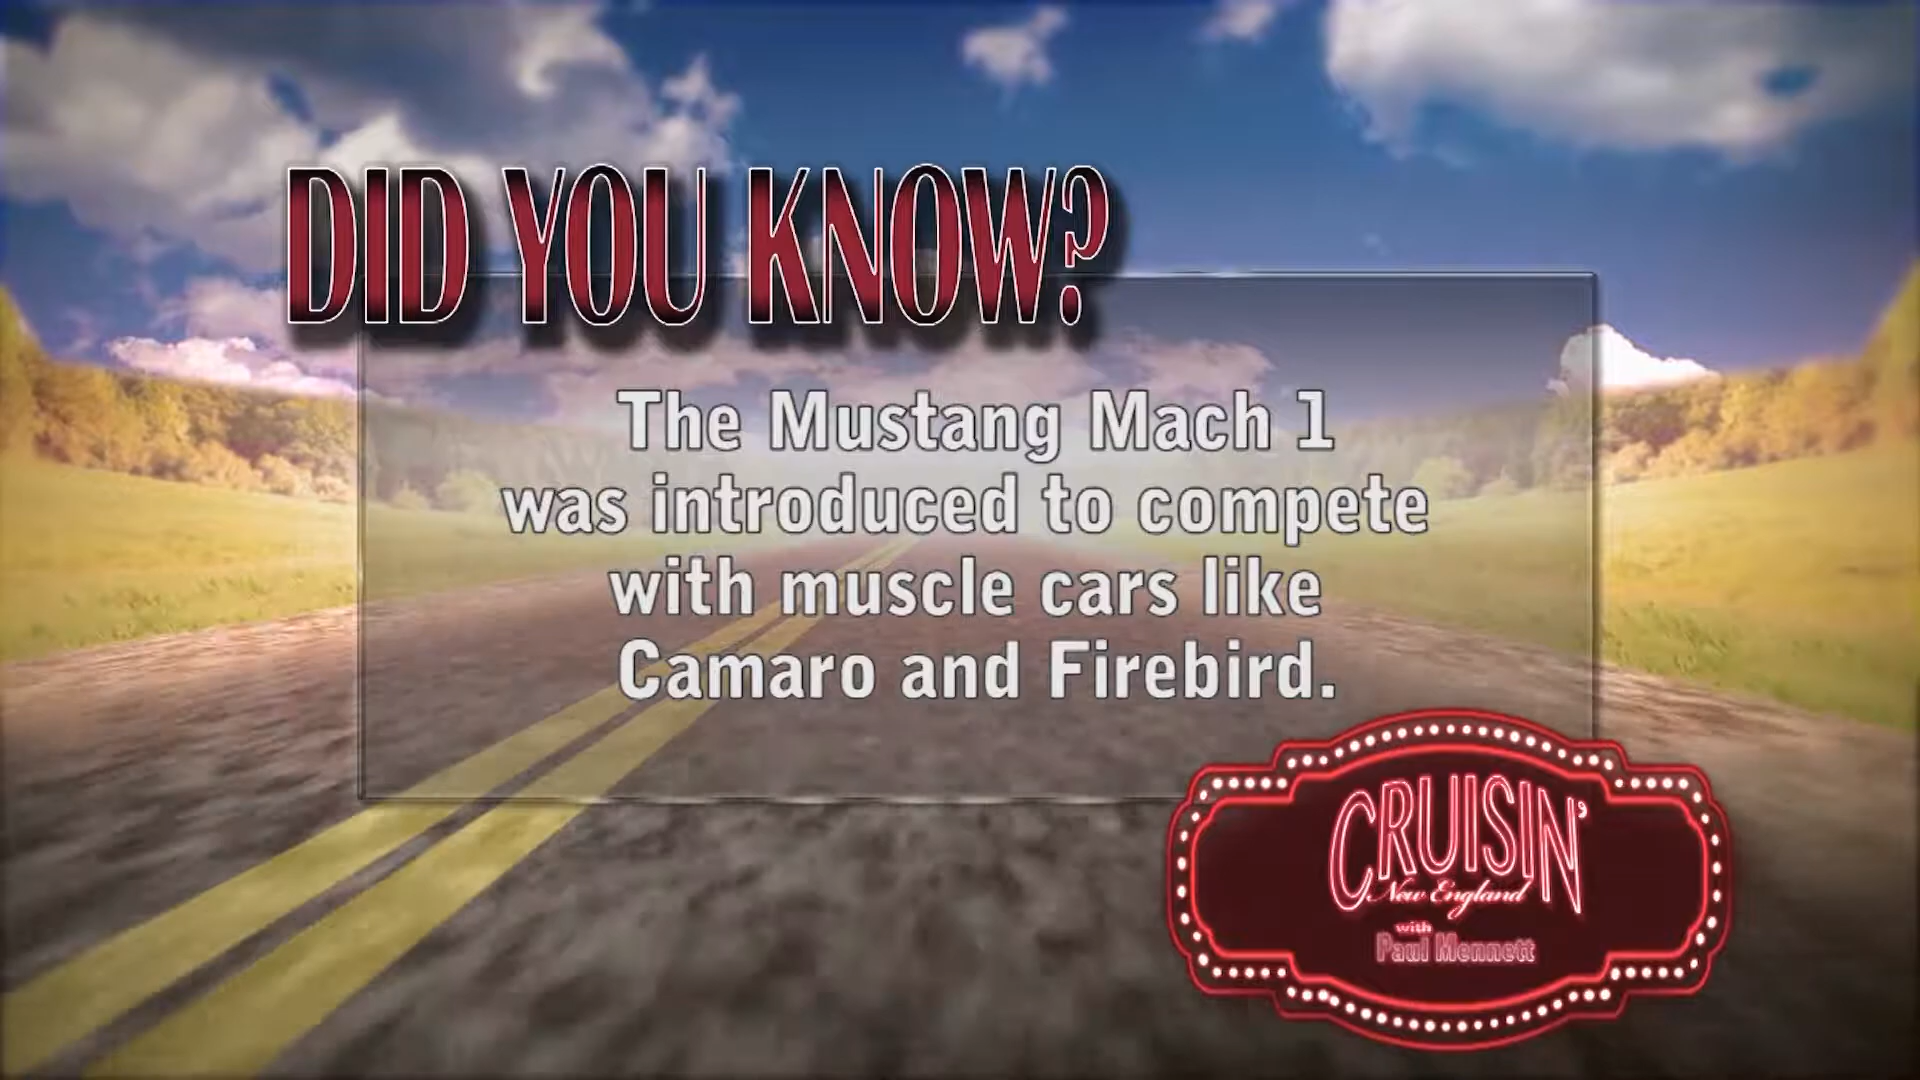 DID YOU KNOW?
The Mustang Mach 1
was introduced to compete
with muscle cars like
Camaro and Firebird.
CRUISIN'
New England
with
Paul Mennett